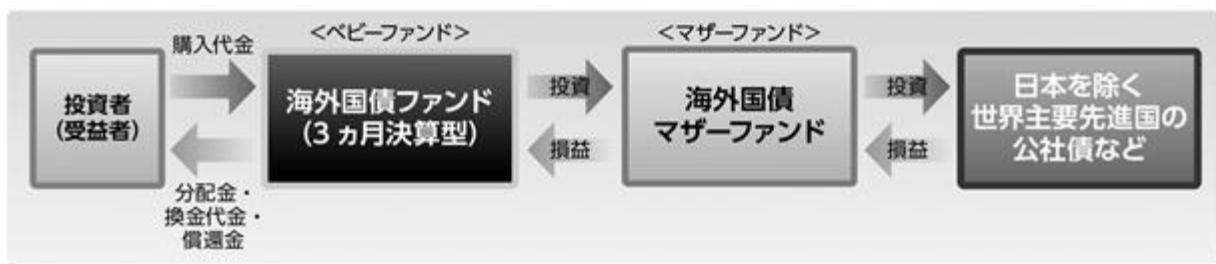 購入代金
投資者
(受益者)
分配金・
換金代金・
償還金
<ベビーファンド>
海外国債ファンド
(3ヵ月決算型)
投資
損益
<マザーファンド>
海外国債
マザーファンド
投資
損益
日本を除く
世界主要先進国の
公社債など